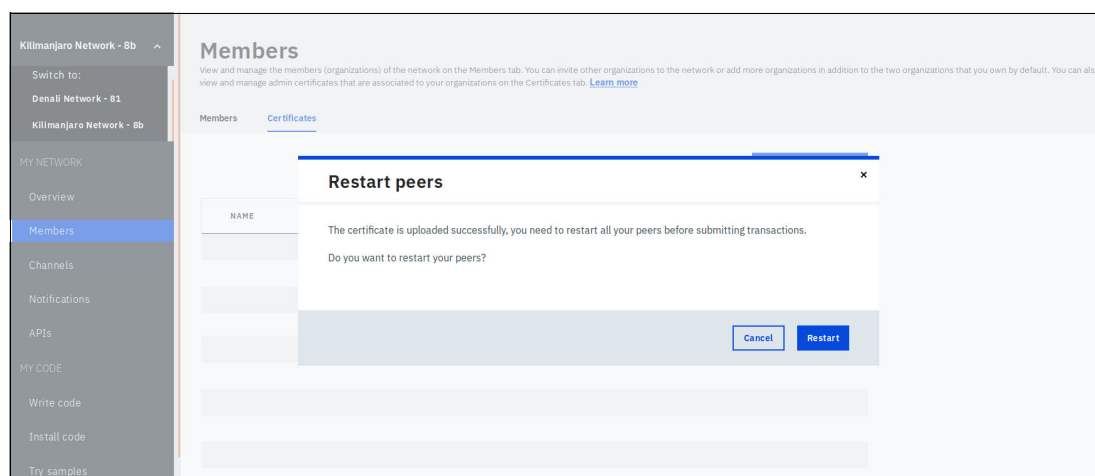 Kilimanjaro Network - 8b
Switch to:
Denali Network - 81
Kilimanjaro Network - 8b
MY NETWORK
Overview
Members
Channels
Notifications
APIs
MY CODE
Write code
Install code
Try samples
Members
View and manage the members (organizations) of the network on the Members tab. You can invite other organizations to the network or add more organizations in addition to the two organizations that you own by default. You can als
view and manage admin certificates that are associated to your organizations on the Certificates tab. Learn more
Members Certificates
NAME
Restart peers ×
The certificate is uploaded successfully, you need to restart all your peers before submitting transactions.
Do you want to restart your peers?
Cancel Restart